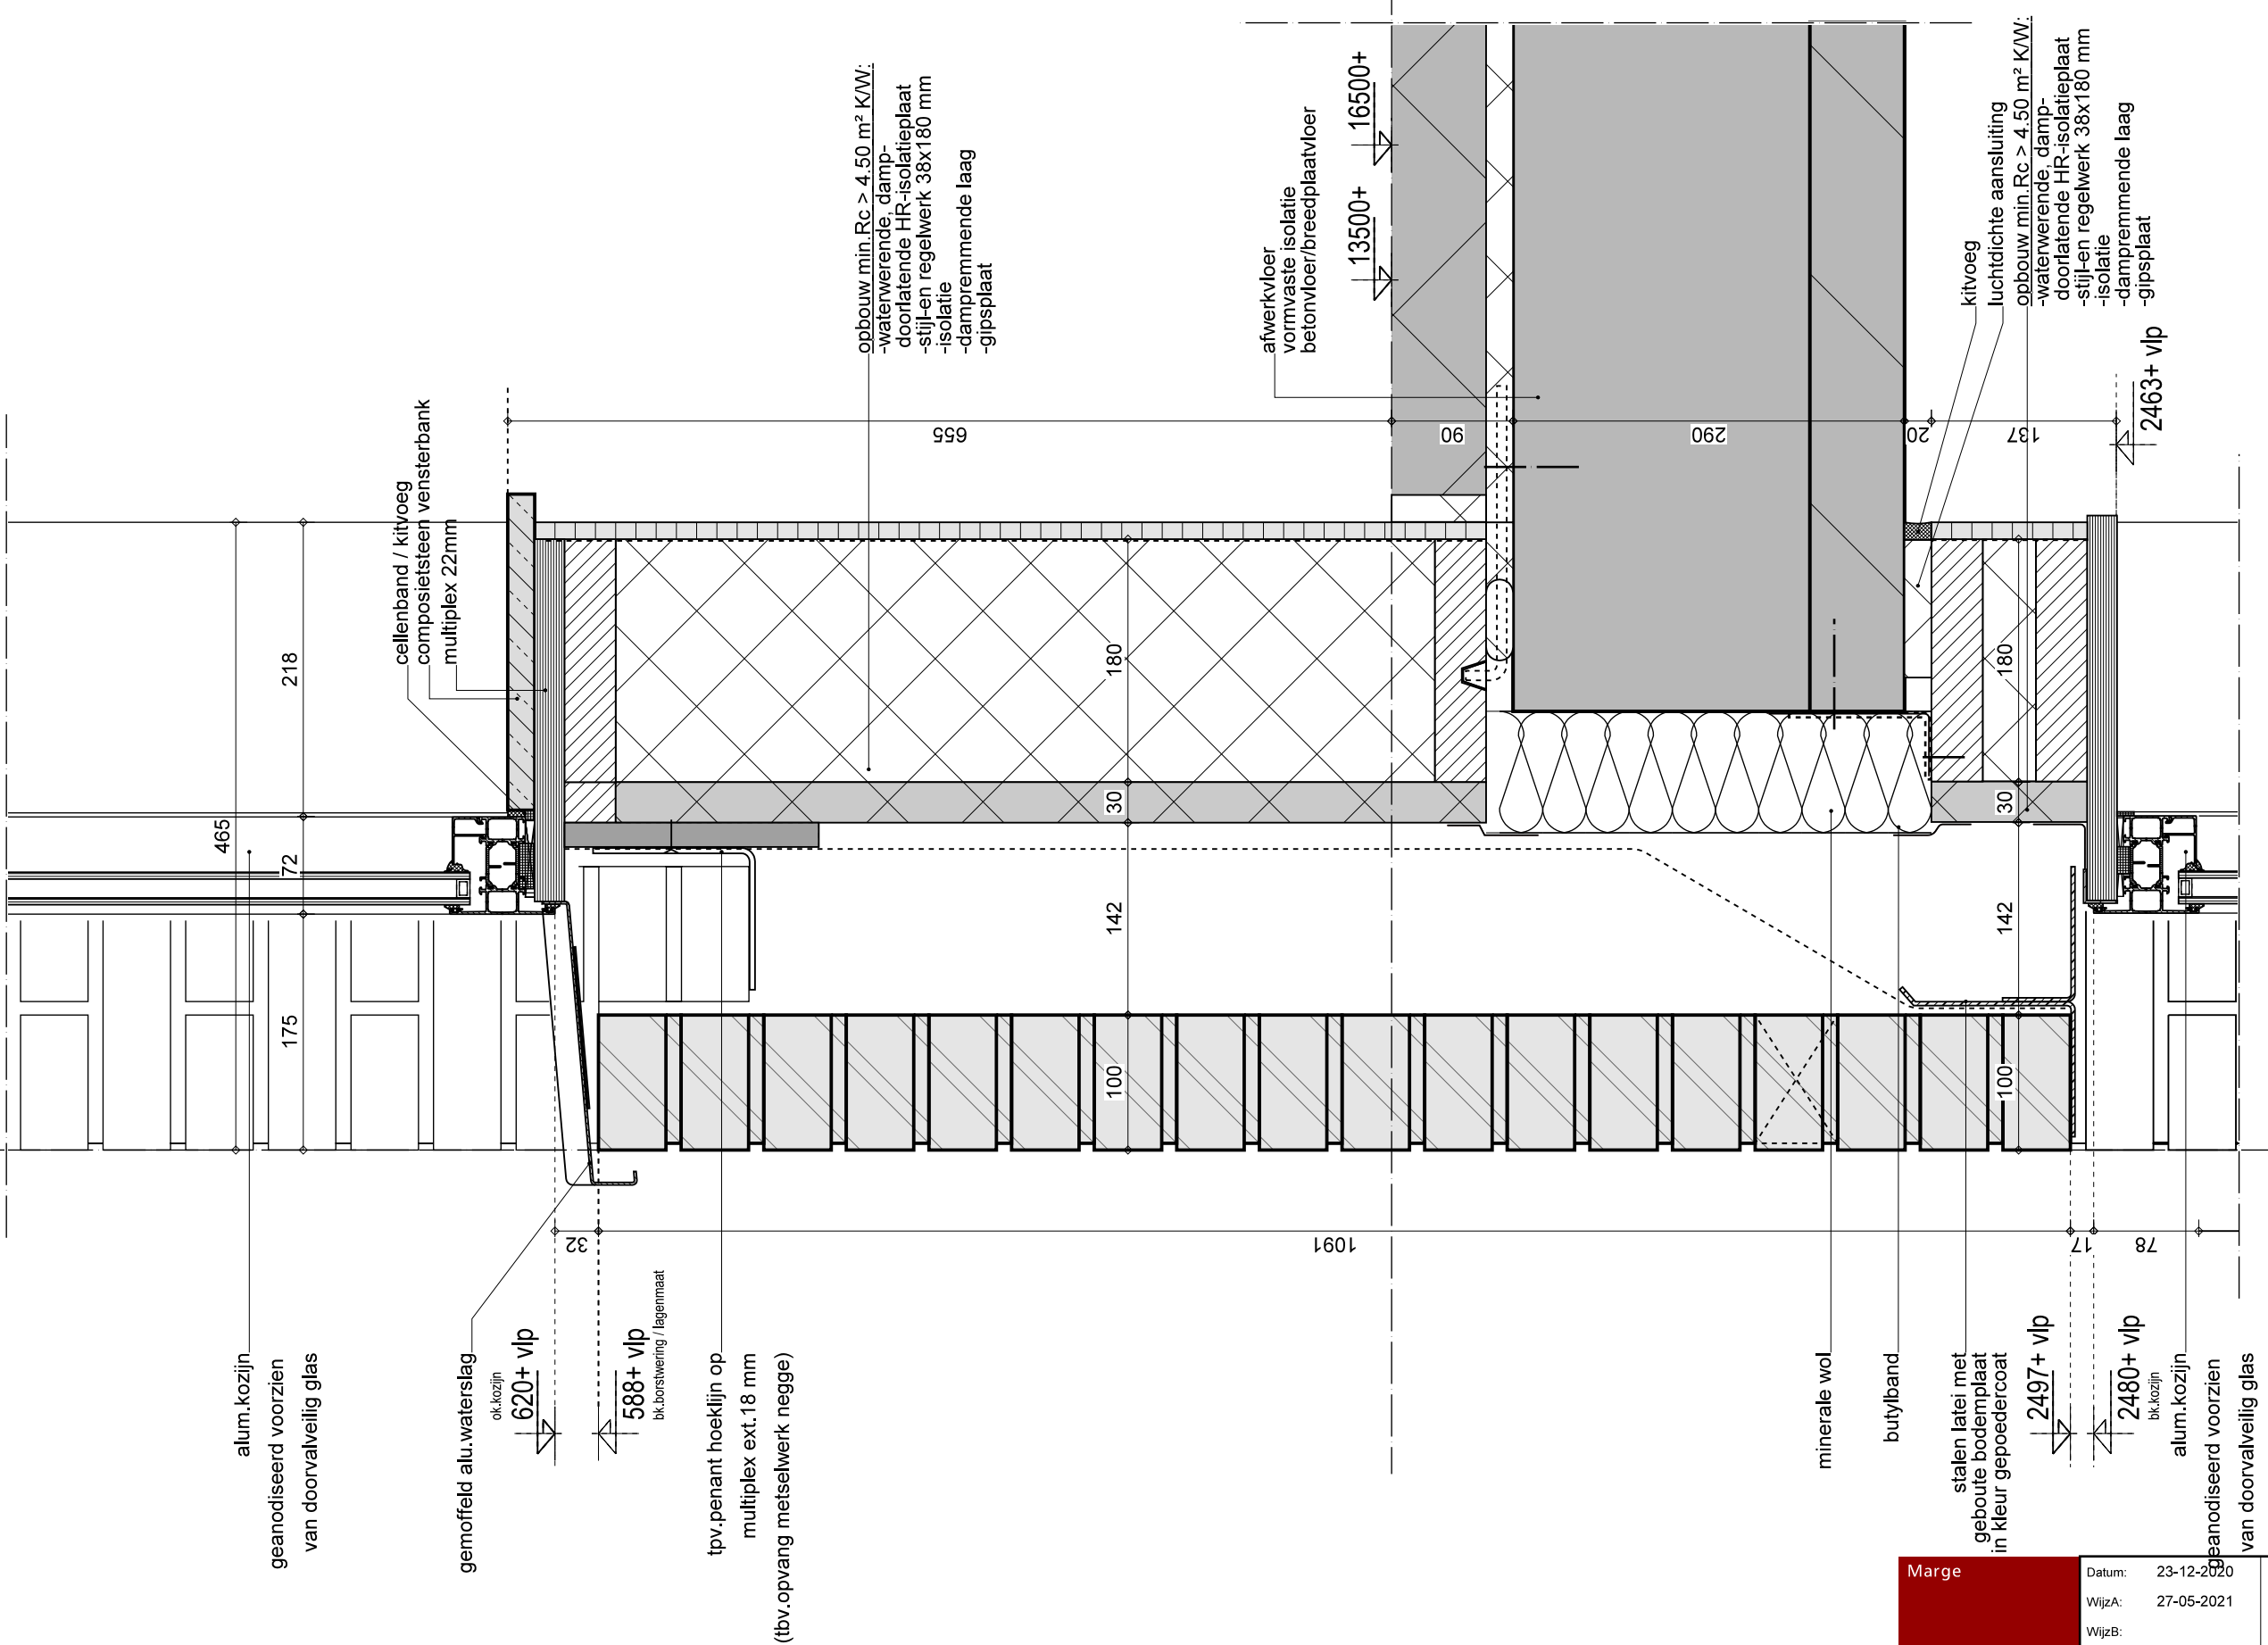 cellenband / kitvoeg
composietsteen vensterbank
multiplex 22mm
opbouw min.Rc > 4.50 m² K/W:
-waterwerende, damp-
doorlatende HR-isolatieplaat
-stijl-en regelwerk 38x180 mm
-isolatie
-dampremmende laag
-gipsplaat
afwerkvloer
vormvaste isolatie
betonvloer/breedplaatvloer
13500+
16500+
kitvoeg
luchtdichte aansluiting
opbouw min.Rc > 4.50 m² K/W:
-waterwerende, damp-
doorlatende HR-isolatieplaat
-stijl-en regelwerk 38x180 mm
-isolatie
-dampremmende laag
-gipsplaat
2463+ vlp
655
90
290
20
137
465
218
72
175
180
30
142
100
180
30
142
100
32
1091
17
78
alum.kozijn
geanodiseerd voorzien
van doorvalveilig glas
gemoffeld alu.waterslag
ok.kozijn
620+ vlp
588+ vlp
bk.borstwering / lagenmaat
tpv.penant hoeklijn op
multiplex ext.18 mm
(tbv.opvang metselwerk negge)
minerale wol
butylband
stalen latei met
geboute bodemplaat
in kleur gepoedercoat
2497+ vlp
2480+ vlp
bk.kozijn
alum.kozijn
geanodiseerd voorzien
van doorvalveilig glas
Marge
Datum: 23-12-2020
WijzA: 27-05-2021
WijzB: